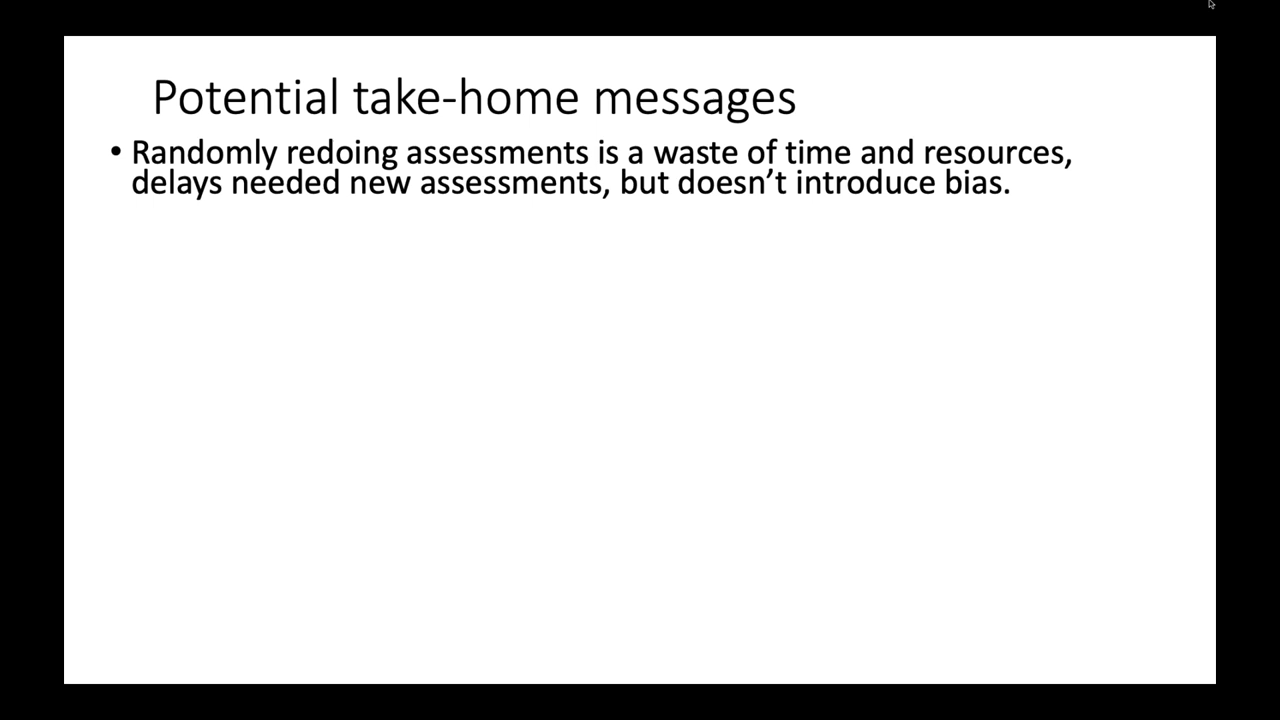 Potential take-home messages
• Randomly redoing assessments is a waste of time and resources,
delays needed new assessments, but doesn’t introduce bias.